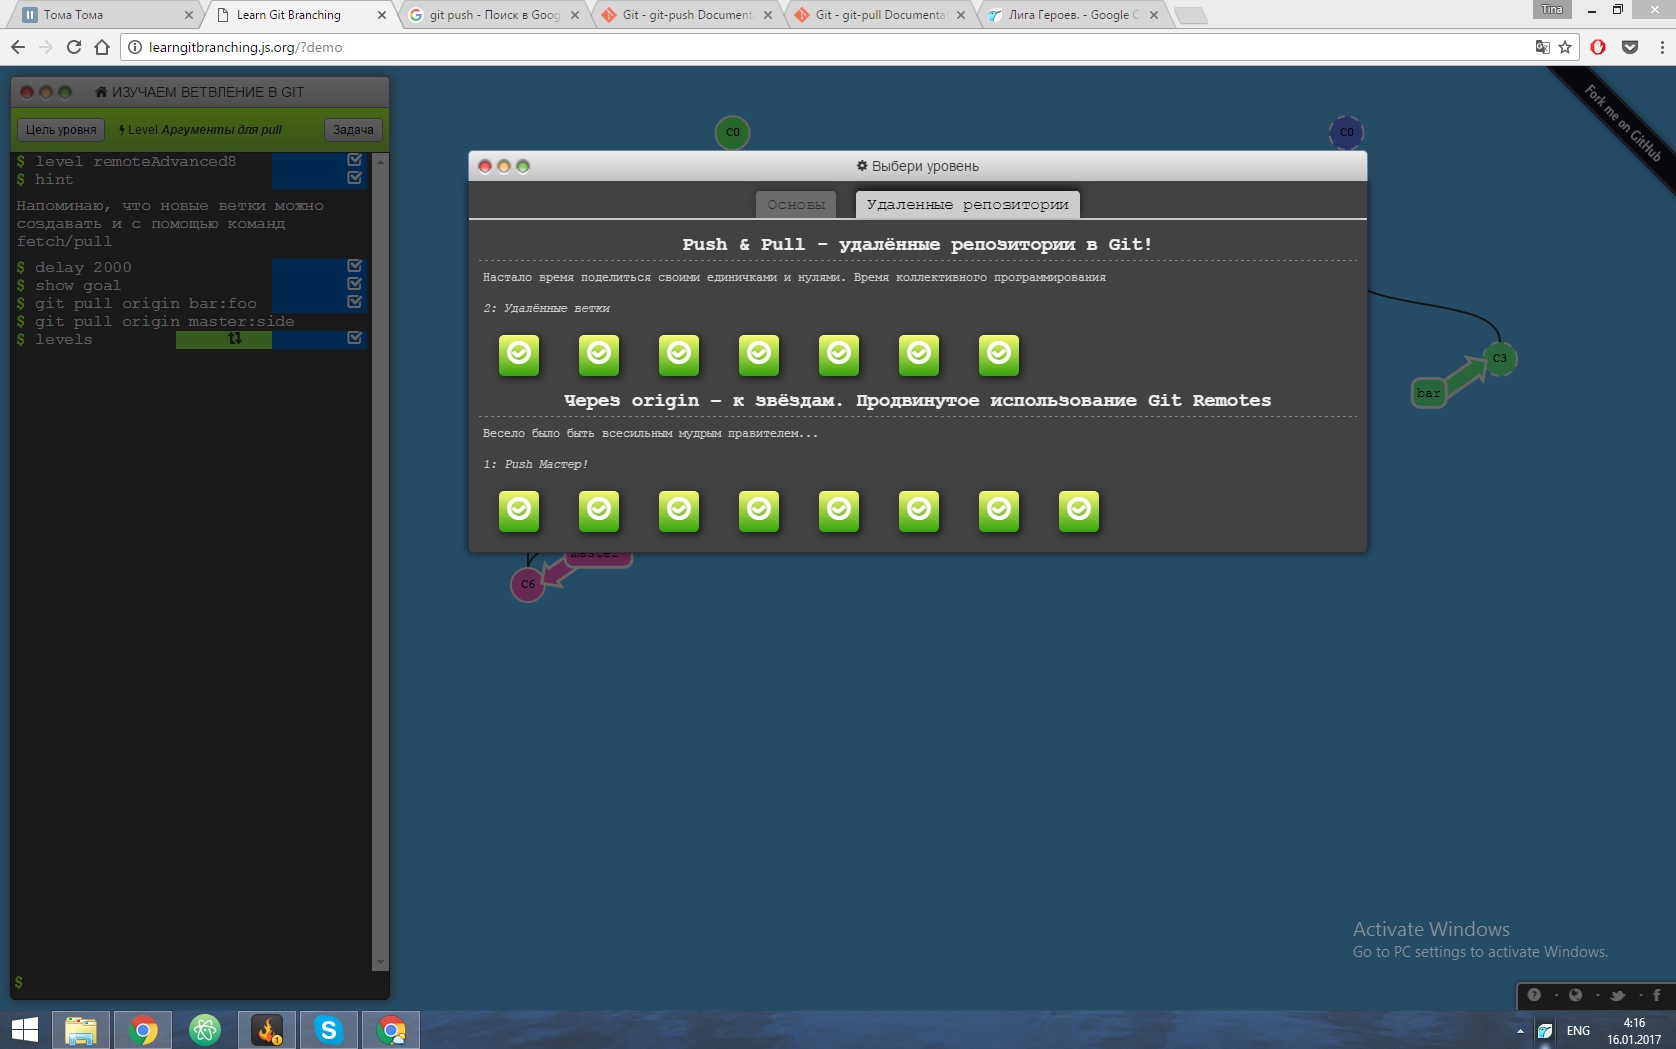 Тома Тома
Learn Git Branching
git push - Поиск в Goog
Git - git-push Document
Git - git-pull Documenta
Лига Героев. - Google С
Tina
learngitbranching.js.org/?demo
ИЗУЧАЕМ ВЕТВЛЕНИЕ В GIT
Цель уровня
Level Аргументы для pull
Задача
$ level remoteAdvanced8
$ hint
Напоминаю, что новые ветки можно
создавать и с помощью команд
fetch/pull
$ delay 2000
$ show goal
$ git pull origin bar:foo
$ git pull origin master:side
$ levels
$
C0
C0
Fork me on GitHub
Выбери уровень
Основы
Удаленные репозитории
Push & Pull - удалённые репозитории в Git!
Настало время поделиться своими единичками и нулями. Время коллективного программирования
2: Удалённые ветки
Через origin – к звёздам. Продвинутое использование Git Remotes
Весело было быть всесильным мудрым правителем...
1: Push Мастер!
C3
bar
master
C6
Activate Windows
Go to PC settings to activate Windows.
1
ENG
4:16
16.01.2017